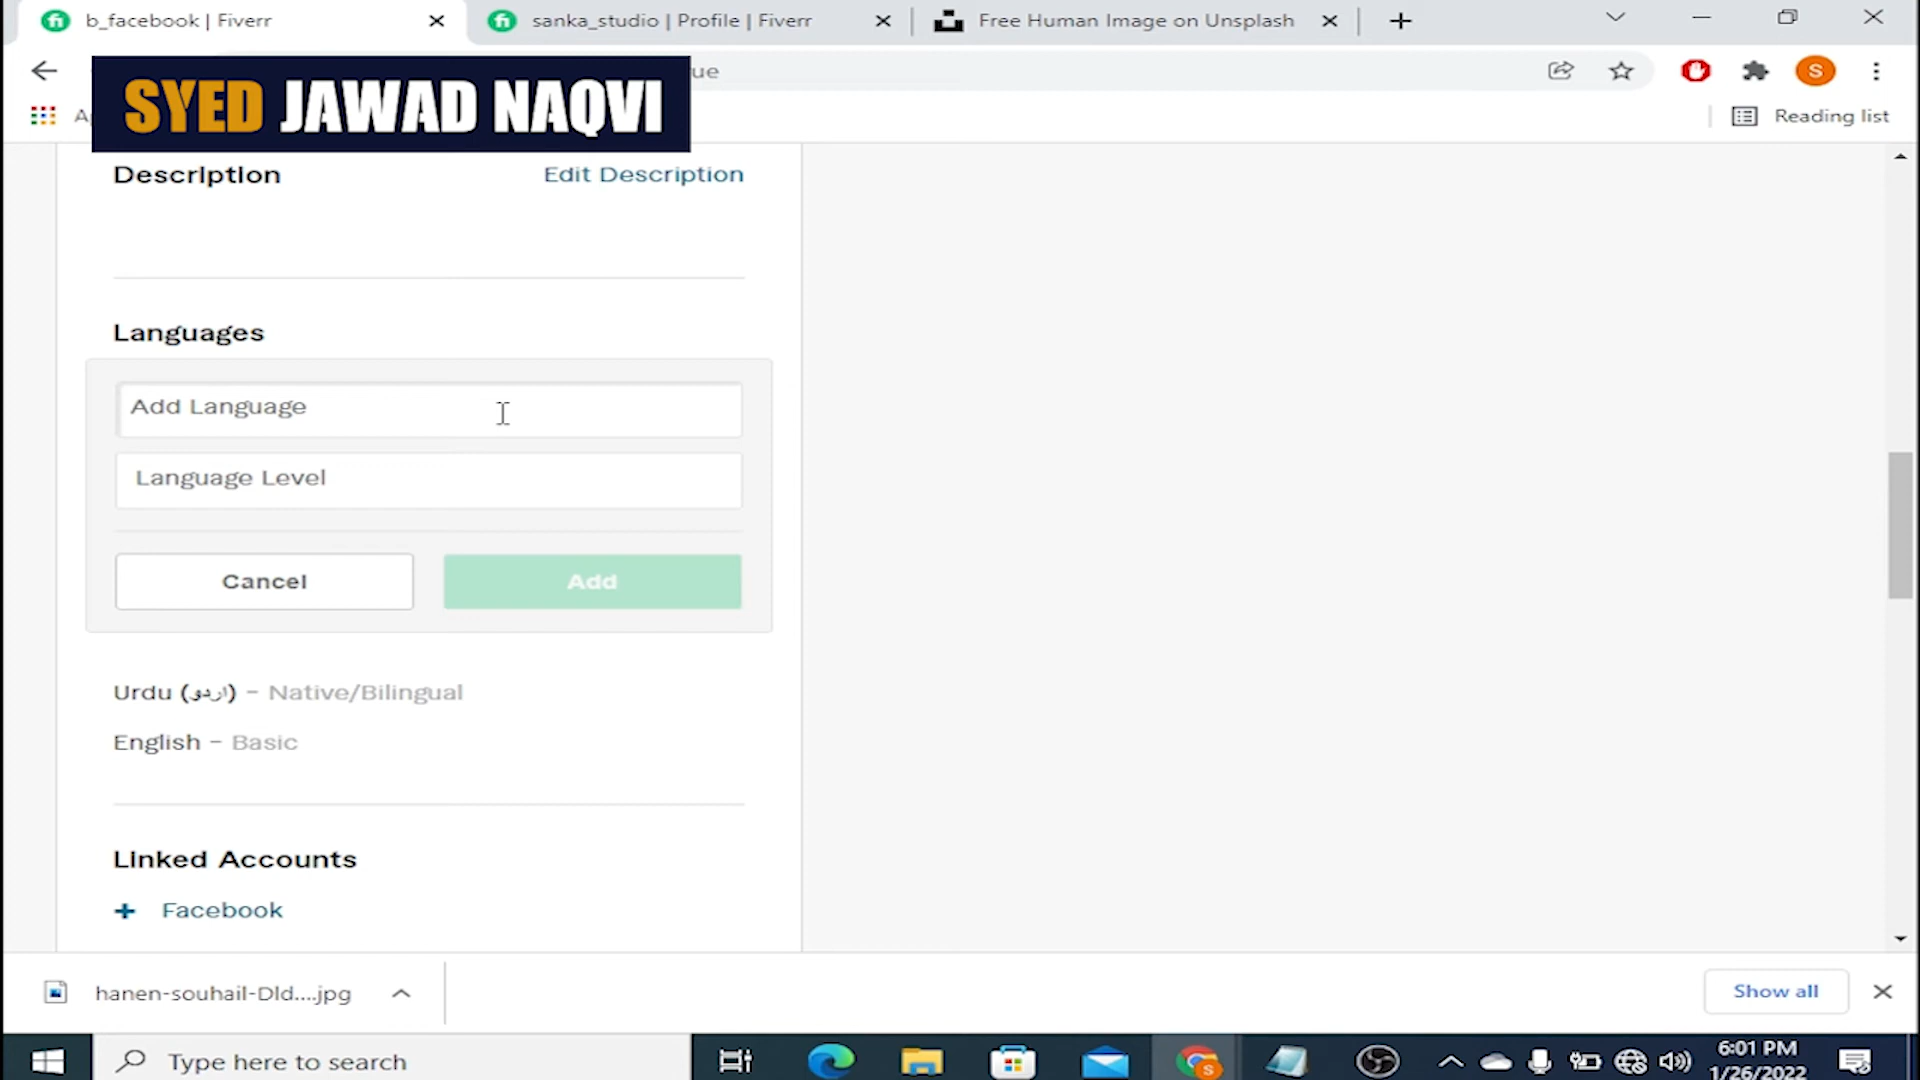 b_facebook | Fiverr
sanka_studio | Profile | Fiverr
Free Human Image on Unsplash
SYED JAWAD NAQVI
ue
S
Reading list
Description
Edit Description
Languages
Add Language
Language Level
Cancel
Add
Urdu (اردو) – Native/Bilingual
English – Basic
Linked Accounts
+ Facebook
hanen-souhail-Dld....jpg
Show all
Type here to search
6:01 PM
1/26/2022